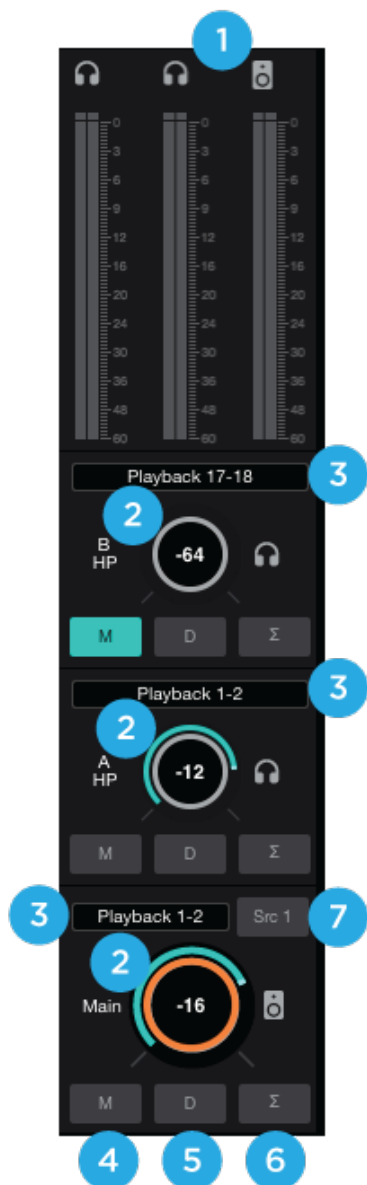 1
0 0 0
3 3 3
6 6 6
9 9 9
12 12 12
16 16 16
20 20 20
24 24 24
30 30 30
36 36 36
48 48 48
60 60 60
Playback 17-18 3
2
B
HP
-64
M D Σ
Playback 1-2 3
2
A
HP
-12
M D Σ
3 Playback 1-2 Src 1 7
2
Main -16
M D Σ
4 5 6